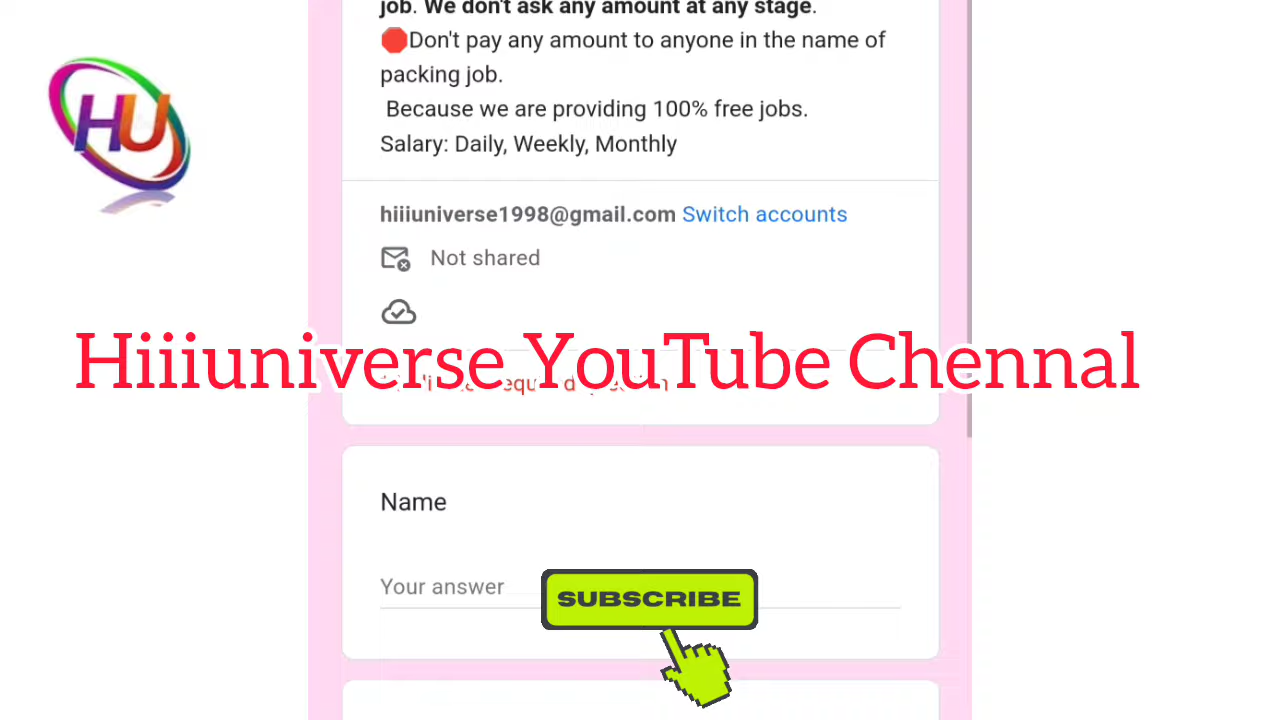 job. We don't ask any amount at any stage.
🛑Don't pay any amount to anyone in the name of
packing job.
Because we are providing 100% free jobs.
Salary: Daily, Weekly, Monthly
HU
hiiiuniverse1998@gmail.com Switch accounts
Not shared
Hiiiuniverse YouTube Chennal
Name
Your answer
SUBSCRIBE